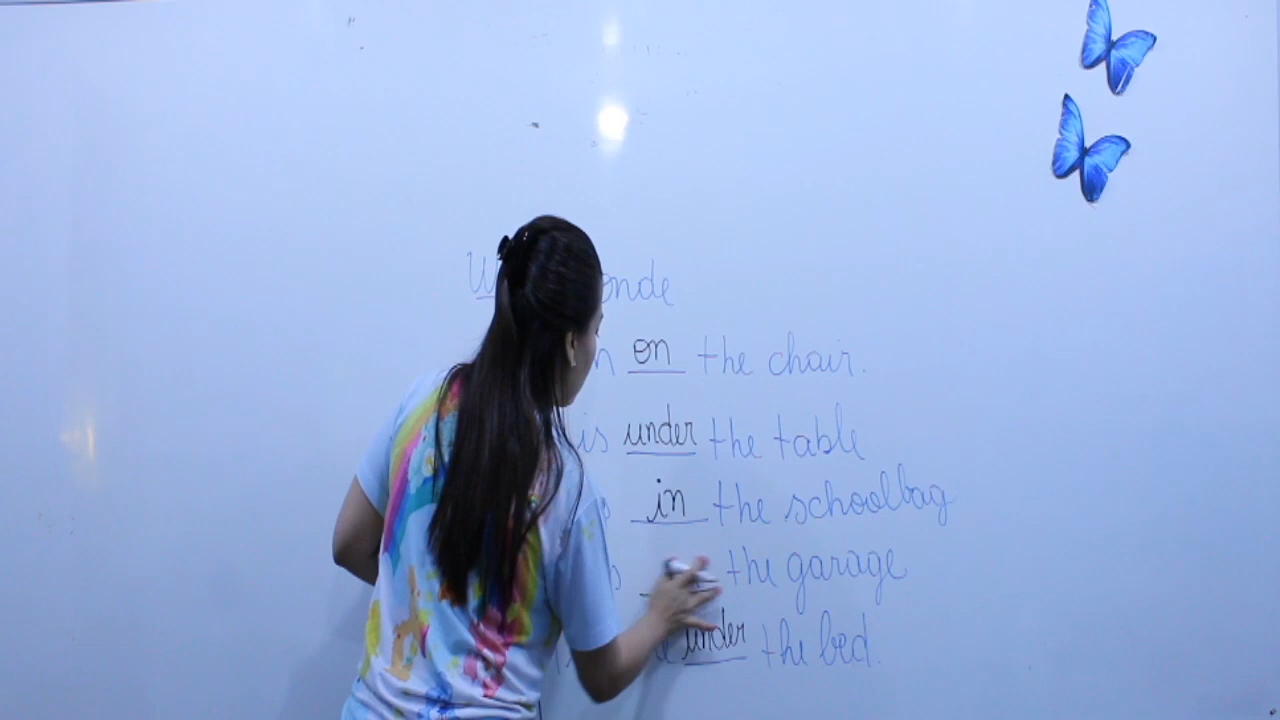 on the chair.
is under the table
in the schoolbag
the garage
under the bed.